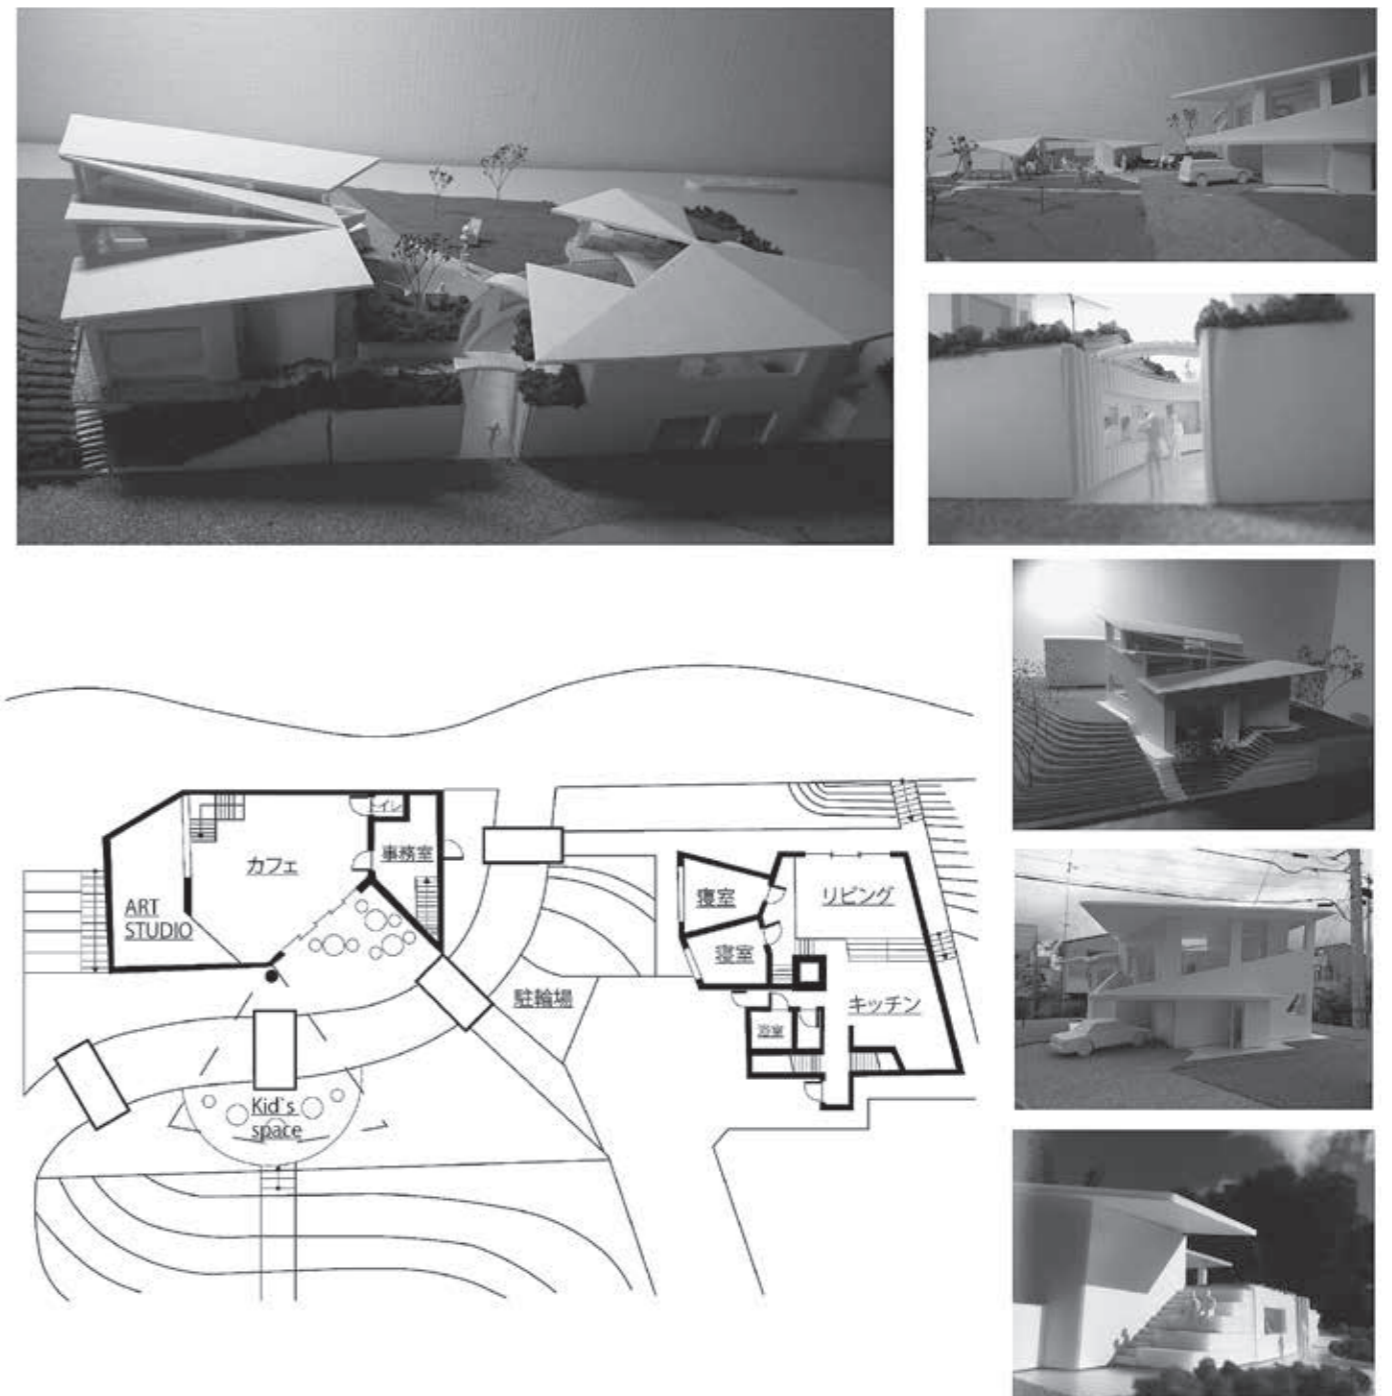 トイレ
事務室
カフェ
ART
STUDIO
寝室
リビング
寝室
駐輪場
キッチン
浴室
Kid`s
space